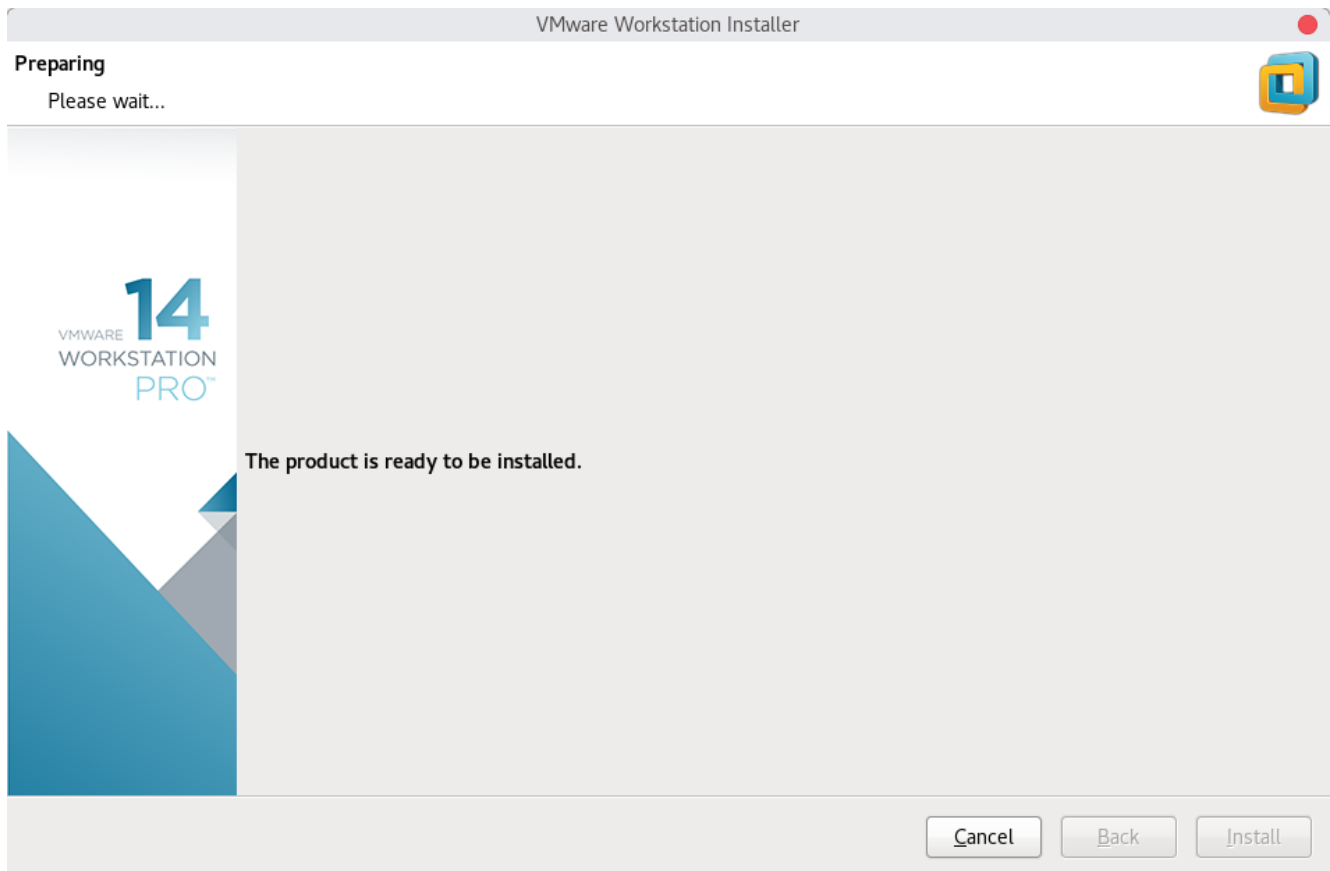 VMware Workstation Installer
Preparing
Please wait...
14
VMWARE
WORKSTATION
PRO™
The product is ready to be installed.
Cancel
Back
Install